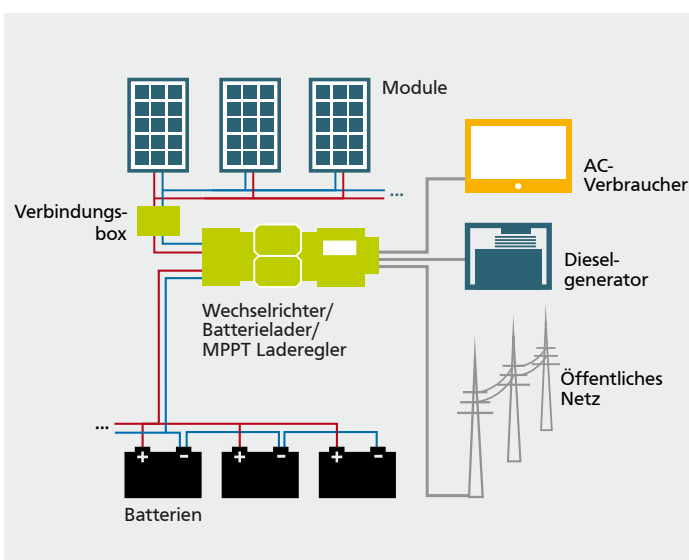 Module
...
AC-
Verbraucher
Verbindungs-
box
Diesel-
generator
Wechselrichter/
Batterielader/
MPPT Laderegler
Öffentliches
Netz
...
+ – + – + –
Batterien